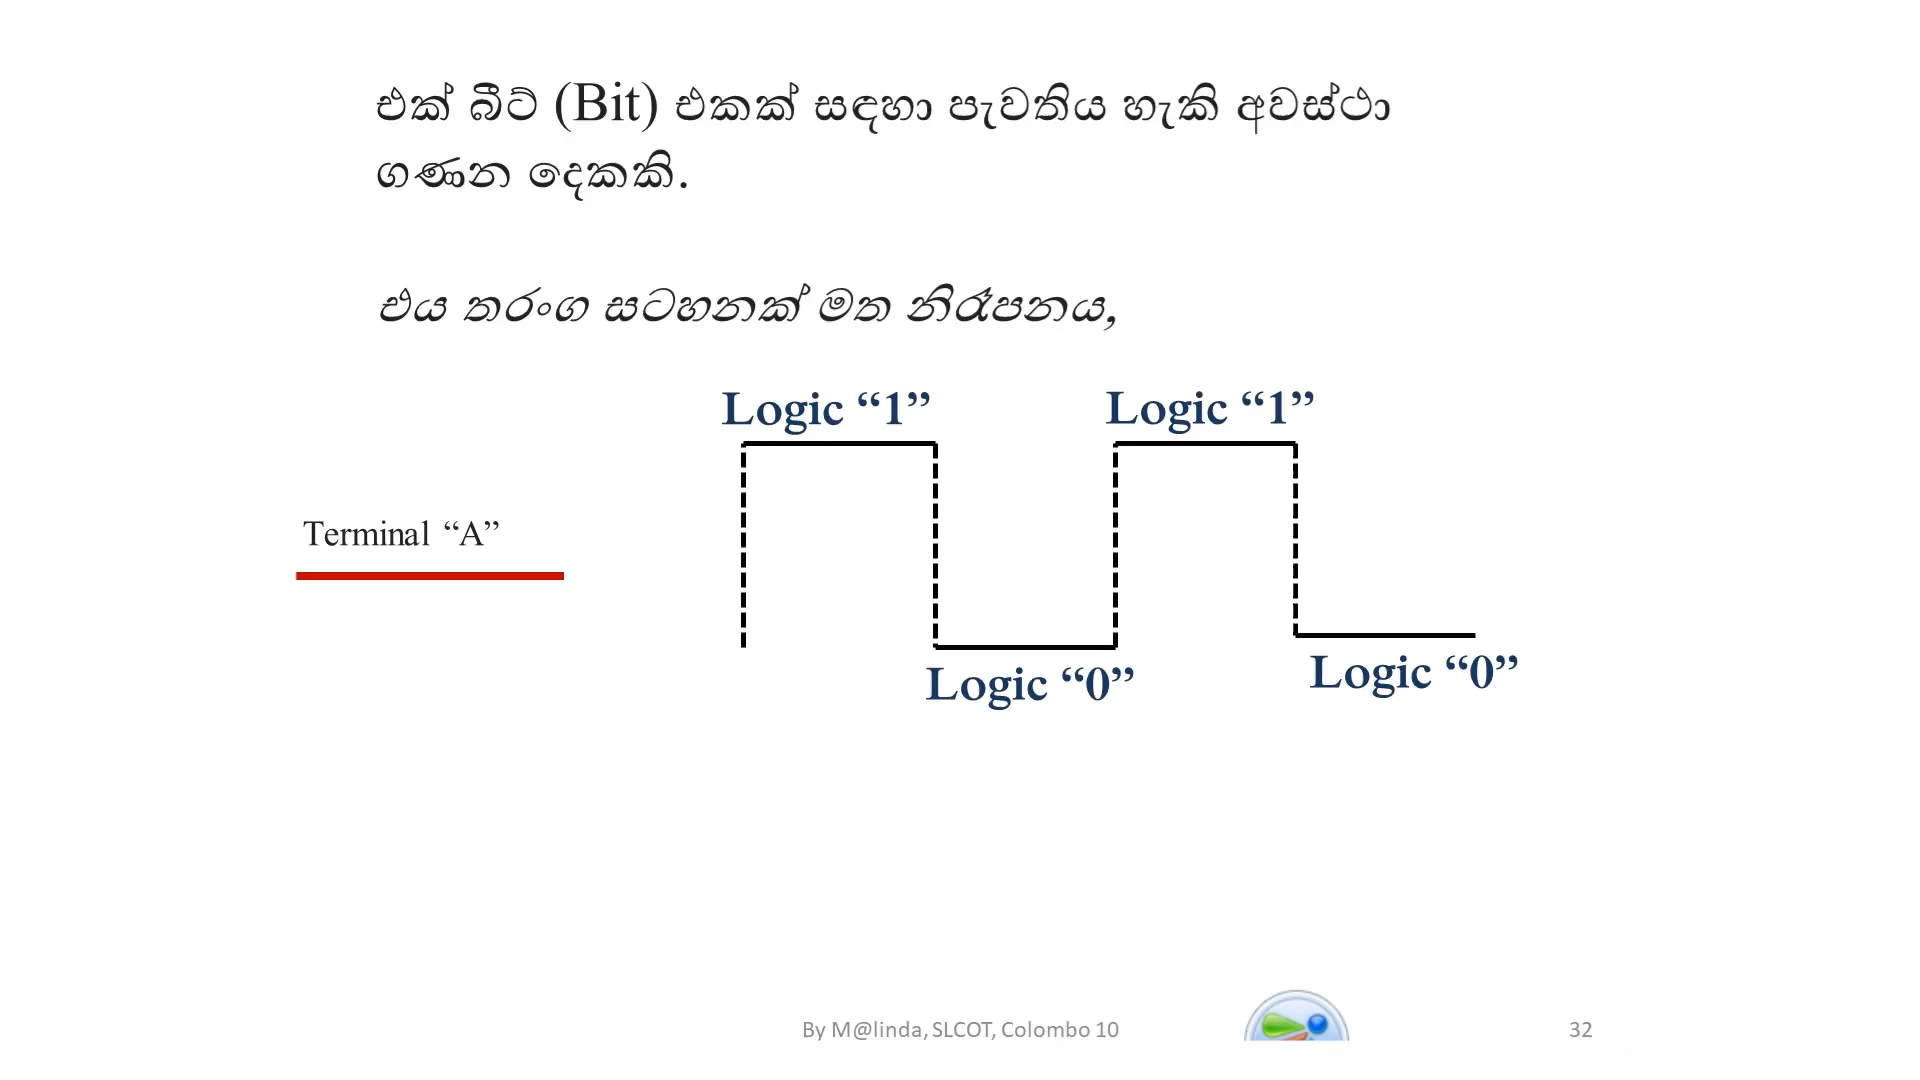 එක් බීට් (Bit) එකක් සඳහා පැවතිය හැකි අවස්ථා
ගණන දෙකකි.
එය තරංග සටහනක් මත නිරූපනය,
Logic “1” Logic “1”
Terminal “A”
Logic “0” Logic “0”
By M@linda, SLCOT, Colombo 10 32